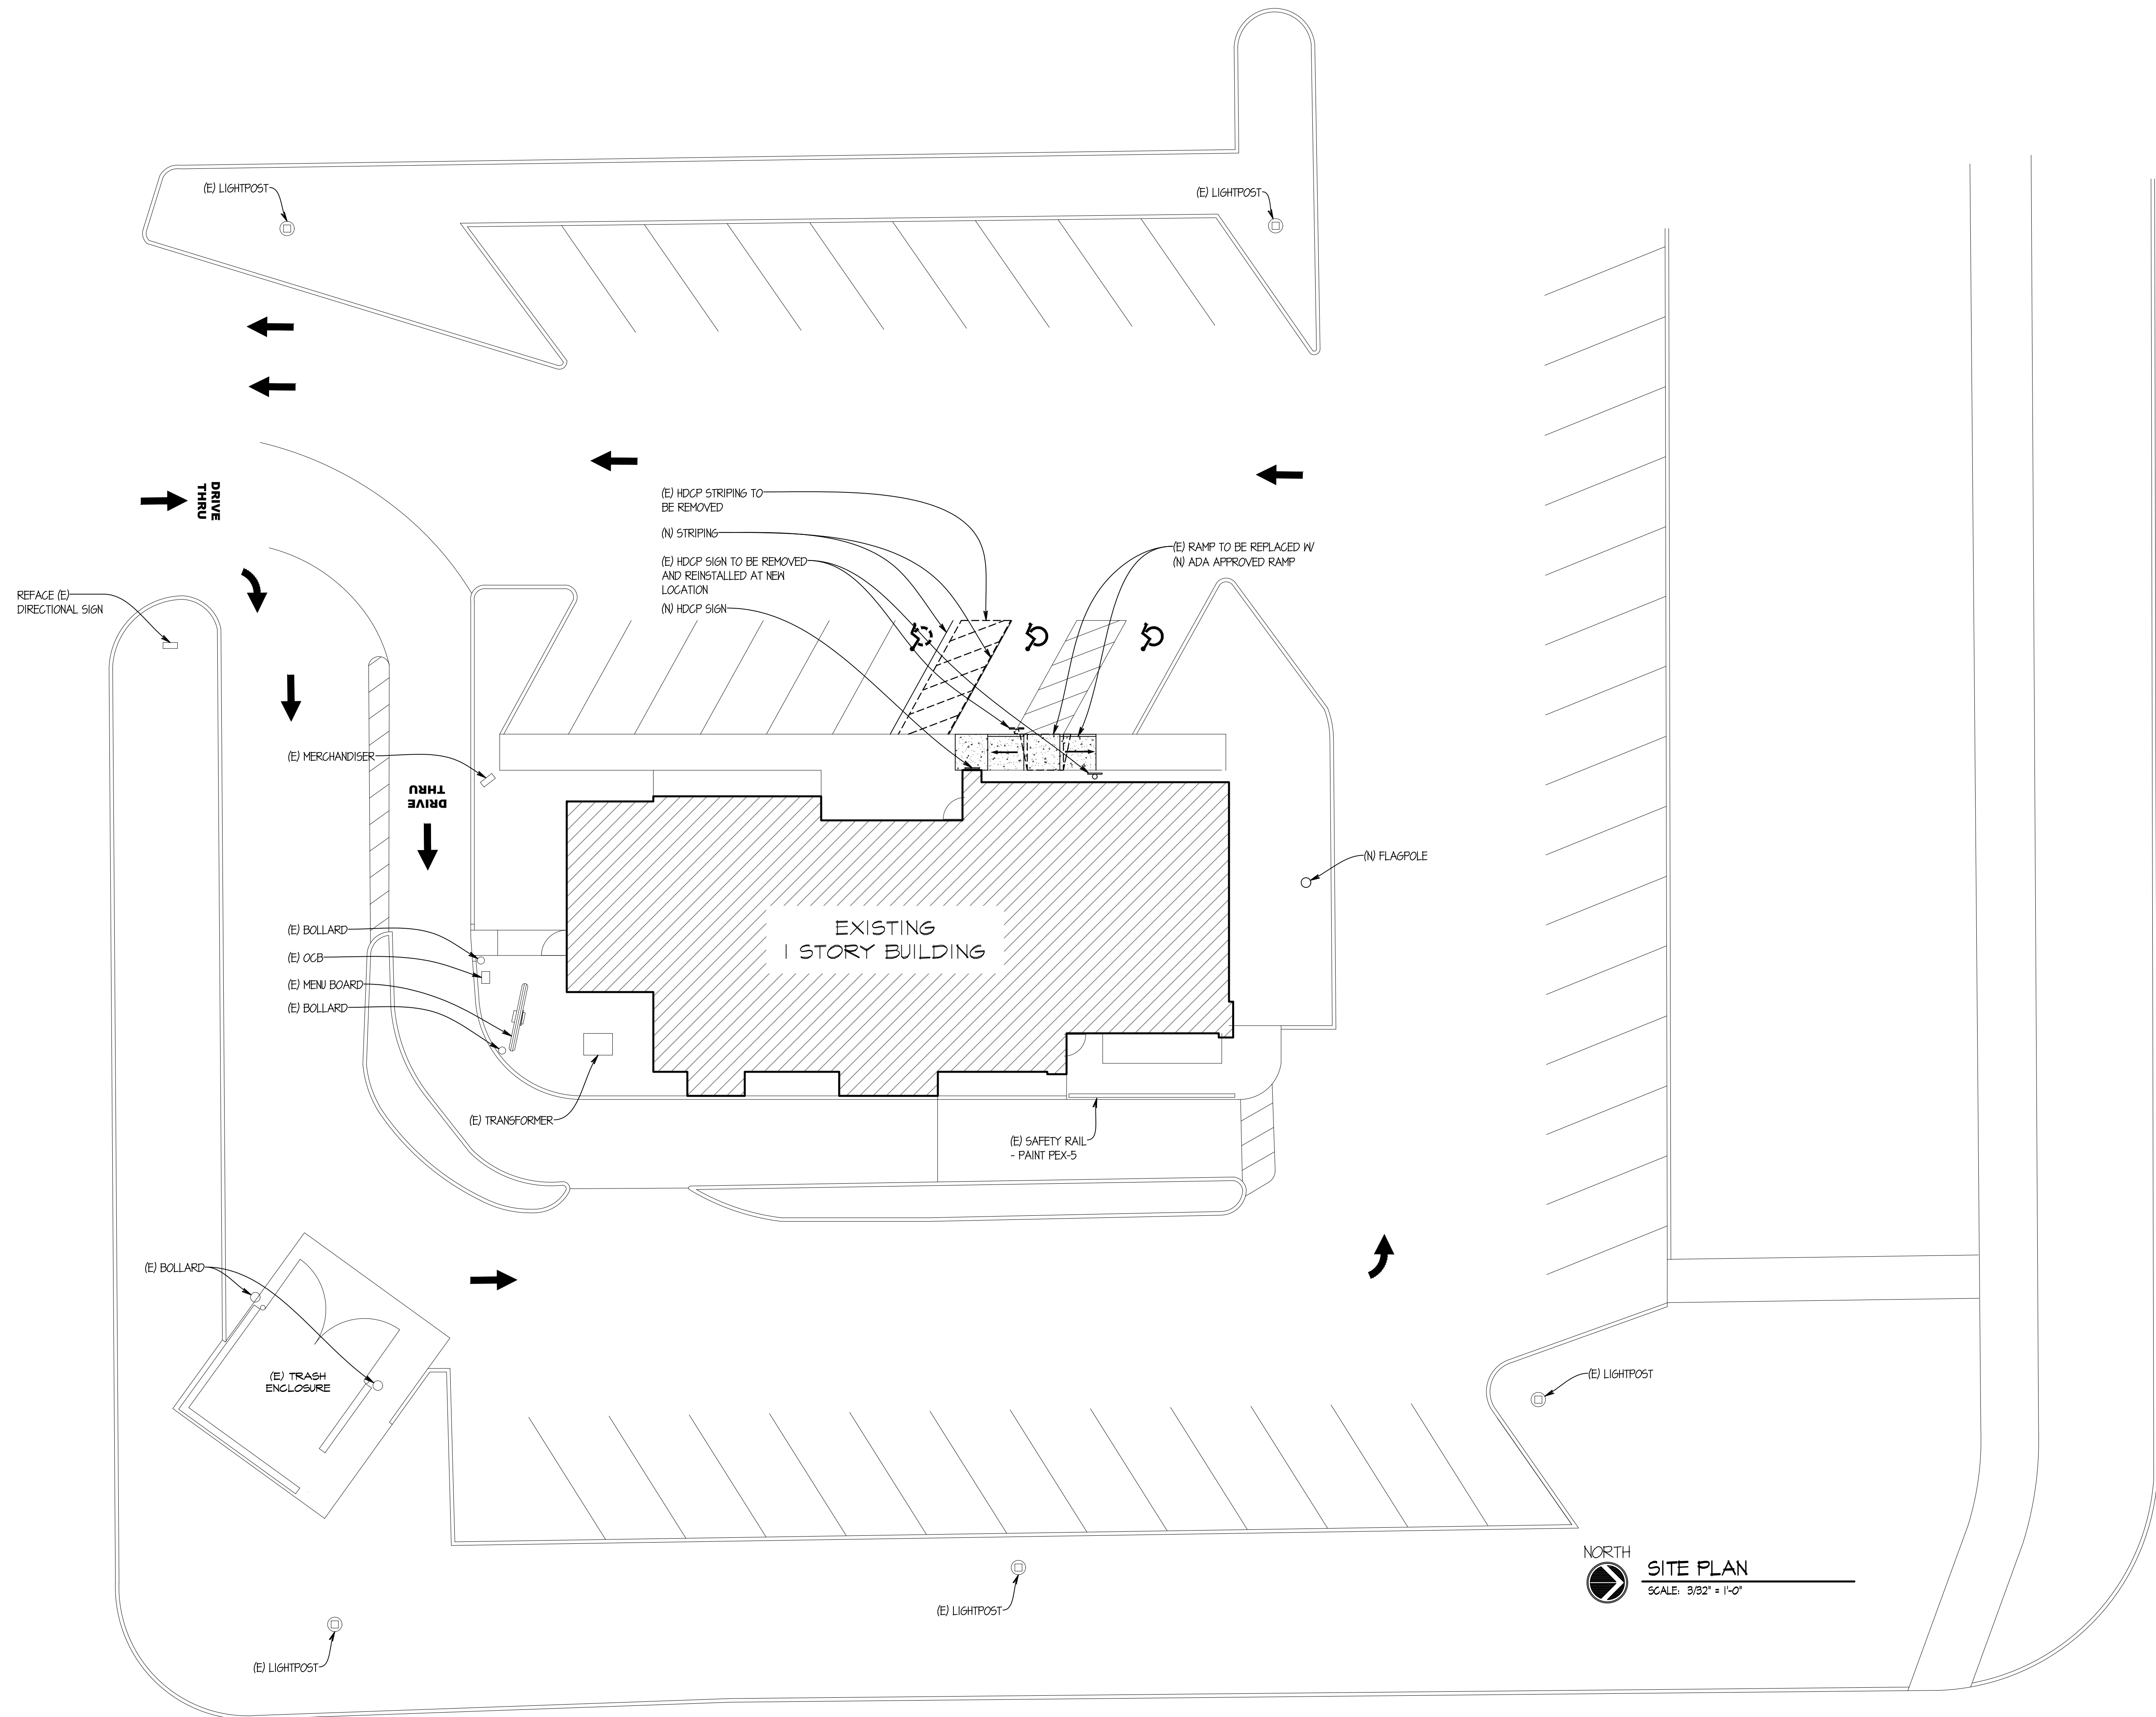 (E) LIGHTPOST
(E) LIGHTPOST
DRIVE
THRU
(E) HDCP STRIPING TO
BE REMOVED
(N) STRIPING
(E) HDCP SIGN TO BE REMOVED
AND REINSTALLED AT NEW
LOCATION
(N) HDCP SIGN
(E) RAMP TO BE REPLACED W/
(N) ADA APPROVED RAMP
REFACE (E)
DIRECTIONAL SIGN
(E) MERCHANDISER
DRIVE
THRU
(N) FLAGPOLE
EXISTING
1 STORY BUILDING
(E) BOLLARD
(E) OCB
(E) MENU BOARD
(E) BOLLARD
(E) TRANSFORMER
(E) SAFETY RAIL
- PAINT PEX-5
(E) BOLLARD
(E) TRASH
ENCLOSURE
(E) LIGHTPOST
(E) LIGHTPOST
(E) LIGHTPOST
NORTH
SITE PLAN
SCALE: 3/32" = 1'-0"